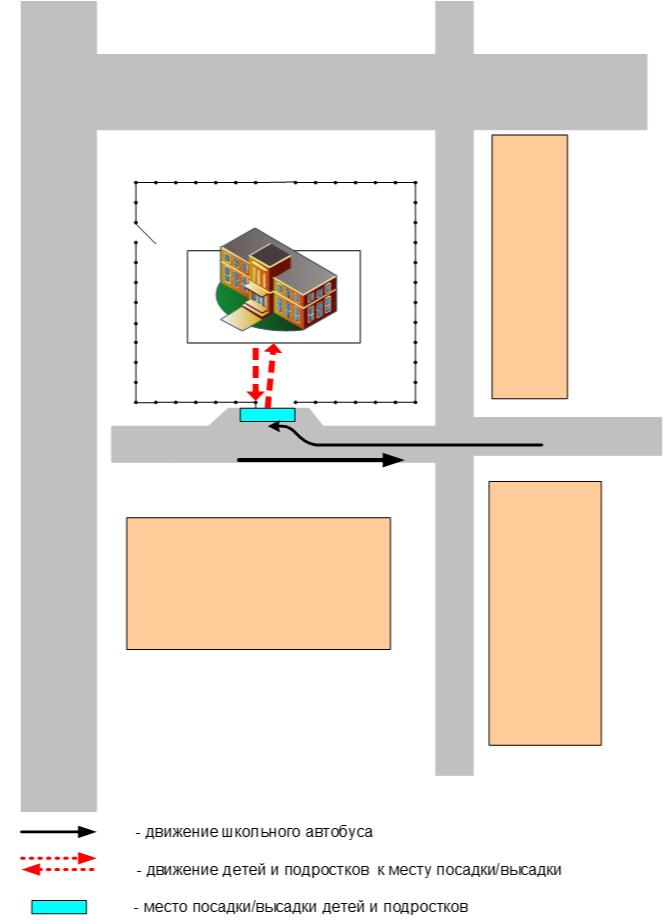 - движение школьного автобуса
- движение детей и подростков к месту посадки/высадки
- место посадки/высадки детей и подростков